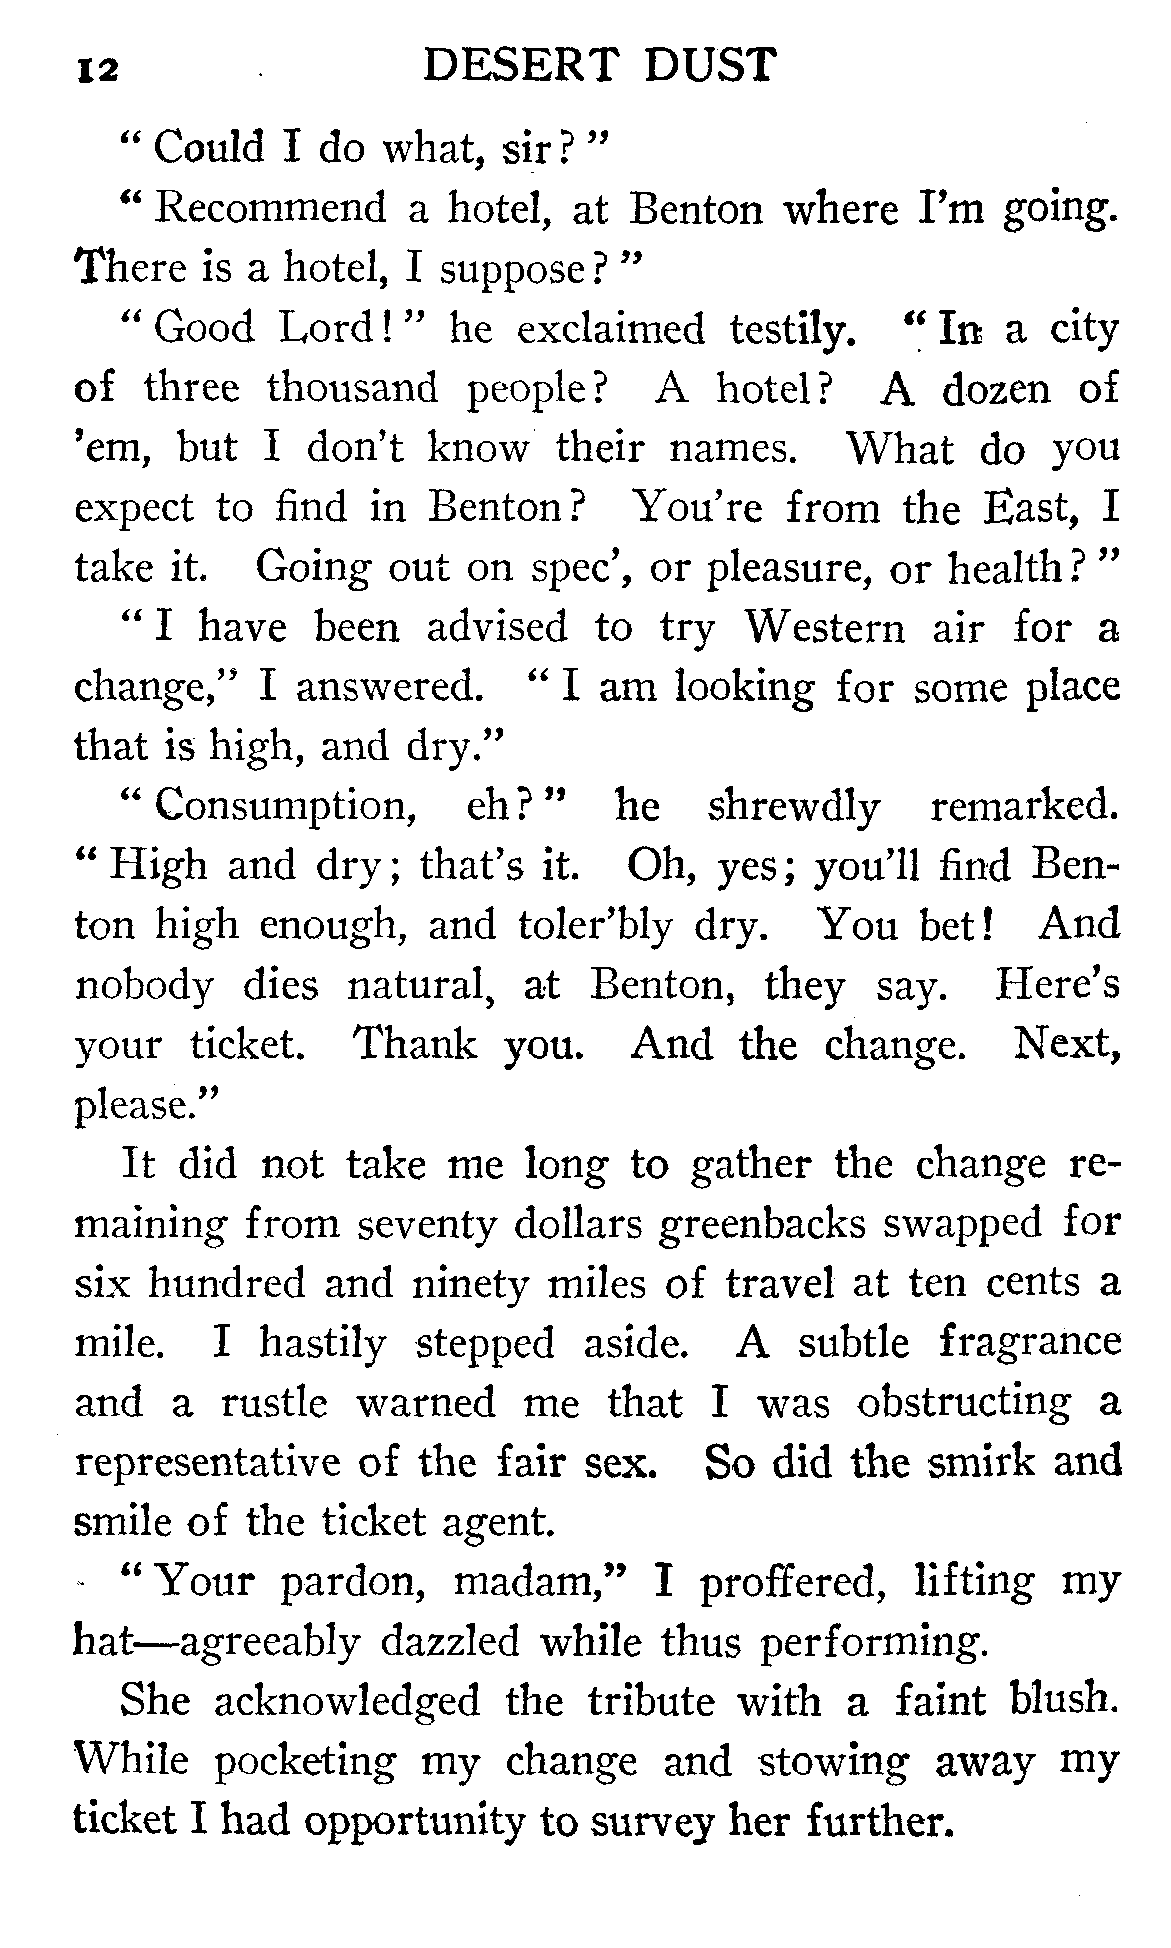 12 DESERT DUST
“ Could I do what, sir? ”
“ Recommend a hotel, at Benton where I’m going.
There is a hotel, I suppose? ”
“ Good Lord! ” he exclaimed testily. “ In a city
of three thousand people? A hotel? A dozen of
’em, but I don’t know their names. What do you
expect to find in Benton? You’re from the East, I
take it. Going out on spec’, or pleasure, or health? ”
“ I have been advised to try Western air for a
change,” I answered. “ I am looking for some place
that is high, and dry.”
“ Consumption, eh? ” he shrewdly remarked.
“ High and dry; that’s it. Oh, yes; you’ll find Ben-
ton high enough, and toler’bly dry. You bet! And
nobody dies natural, at Benton, they say. Here’s
your ticket. Thank you. And the change. Next,
please.”
It did not take me long to gather the change re-
maining from seventy dollars greenbacks swapped for
six hundred and ninety miles of travel at ten cents a
mile. I hastily stepped aside. A subtle fragrance
and a rustle warned me that I was obstructing a
representative of the fair sex. So did the smirk and
smile of the ticket agent.
“ Your pardon, madam,” I proffered, lifting my
hat—agreeably dazzled while thus performing.
She acknowledged the tribute with a faint blush.
While pocketing my change and stowing away my
ticket I had opportunity to survey her further.